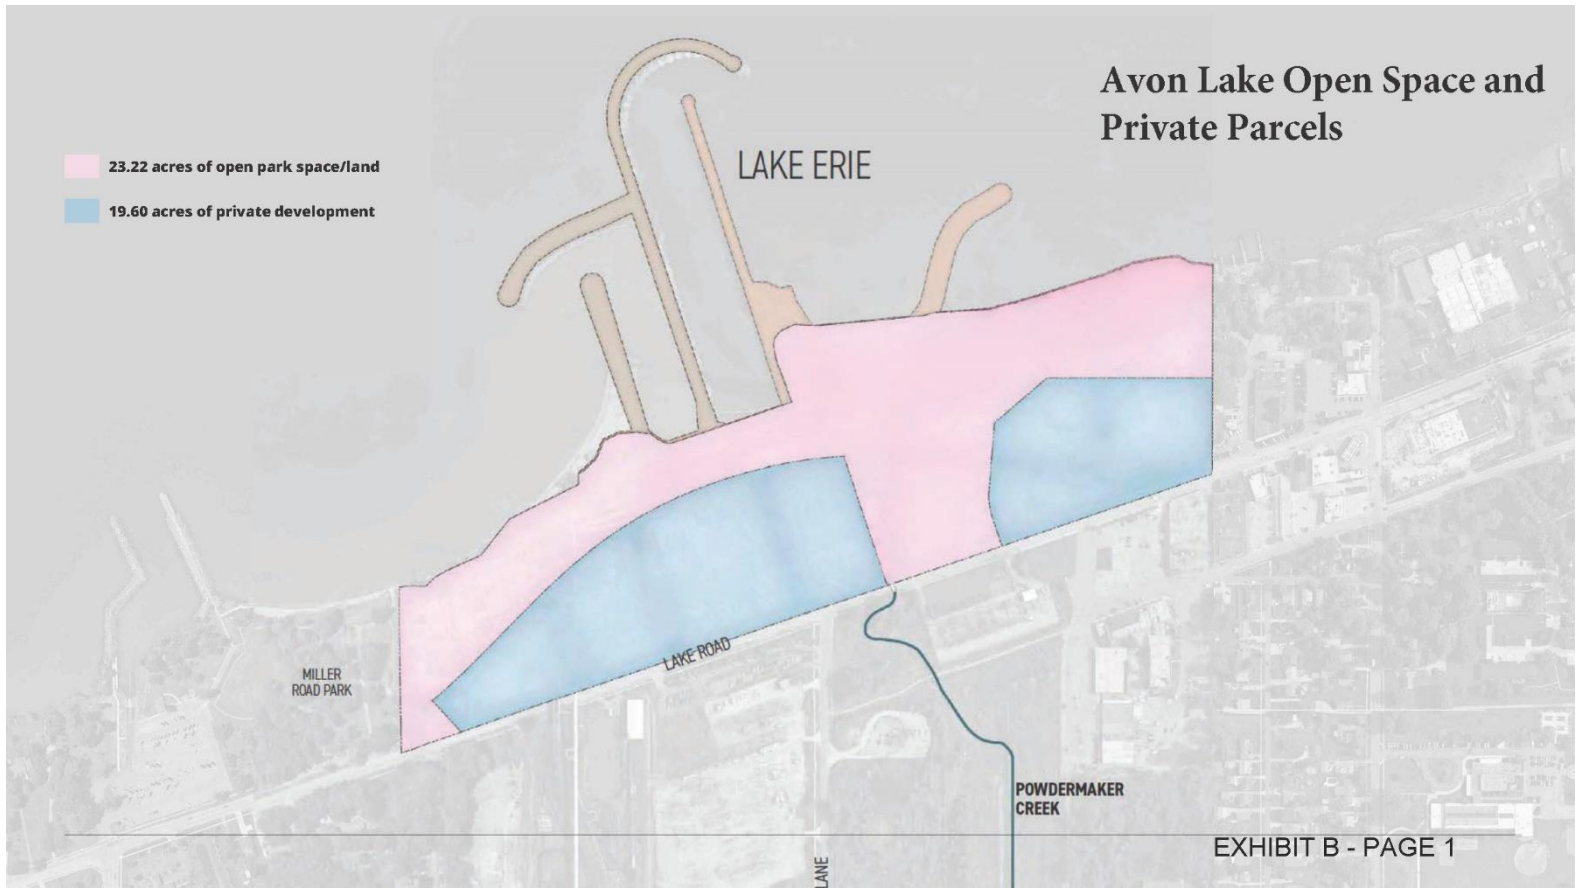 Avon Lake Open Space and
Private Parcels
LAKE ERIE
23.22 acres of open park space/land
19.60 acres of private development
LAKE ROAD
MILLER
ROAD PARK
POWDERMAKER
CREEK
LANE
EXHIBIT B - PAGE 1